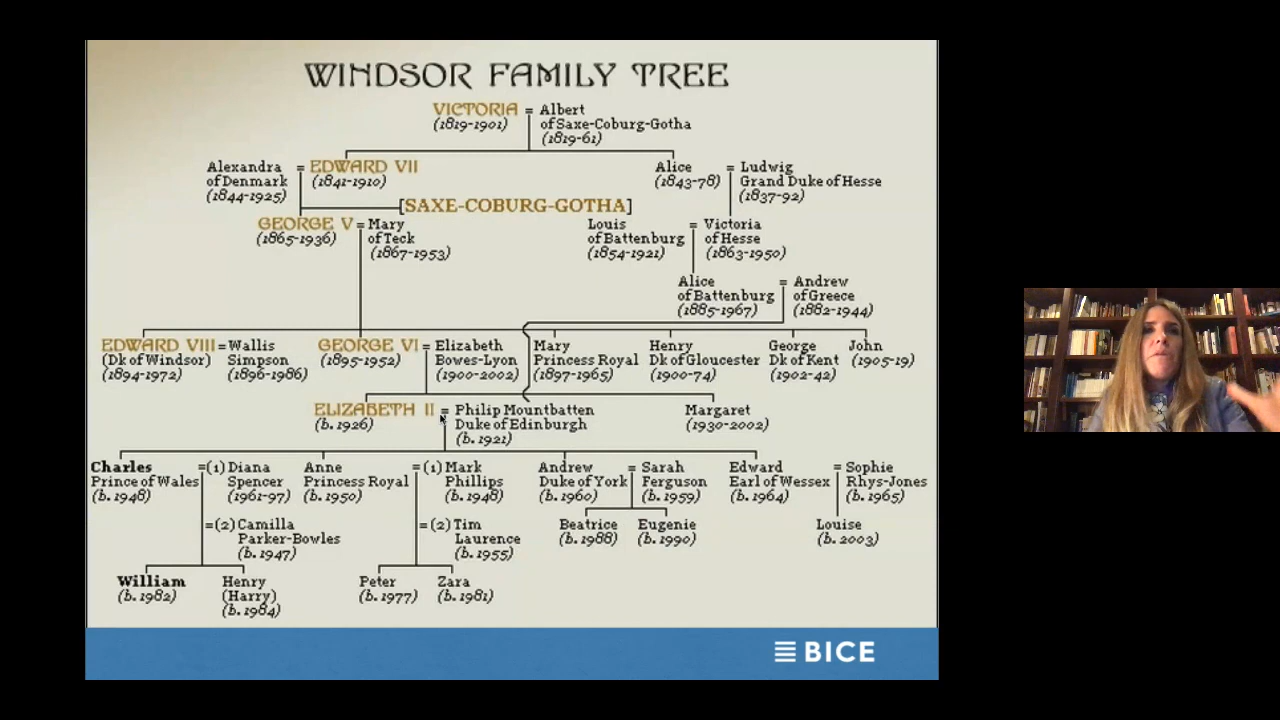 WINDSOR FAMILY TREE
VICTORIA = Albert
(1819-1901) of Saxe-Coburg-Gotha
(1819-61)
Alexandra = EDWARD VII Alice = Ludwig
of Denmark (1841-1910) (1843-78) Grand Duke of Hesse
(1844-1925) (1837-92)
[SAXE-COBURG-GOTHA]
GEORGE V = Mary Louis = Victoria
(1865-1936) of Teck of Battenburg of Hesse
(1867-1953) (1854-1921) (1863-1950)
Alice = Andrew
of Battenburg of Greece
(1885-1967) (1882-1944)
EDWARD VIII = Wallis GEORGE VI = Elizabeth Mary Henry George John
(Dk of Windsor) Simpson (1895-1952) Bowes-Lyon Princess Royal Dk of Gloucester Dk of Kent (1905-19)
(1894-1972) (1896-1986) (1900-2002) (1897-1965) (1900-74) (1902-42)
ELIZABETH II = Philip Mountbatten Margaret
(b. 1926) Duke of Edinburgh (1930-2002)
(b. 1921)
Charles =(1) Diana Anne =(1) Mark Andrew = Sarah Edward = Sophie
Prince of Wales Spencer Princess Royal Phillips Duke of York Ferguson Earl of Wessex Rhys-Jones
(b. 1948) (1961-97) (b. 1950) (b. 1948) (b. 1960) (b. 1959) (b. 1964) (b. 1965)
=(2) Camilla =(2) Tim Beatrice Eugenie Louise
Parker-Bowles Laurence (b. 1988) (b. 1990) (b. 2003)
(b. 1947) (b. 1955)
William Henry Peter Zara
(b. 1982) (Harry) (b. 1977) (b. 1981)
(b. 1984)
BICE